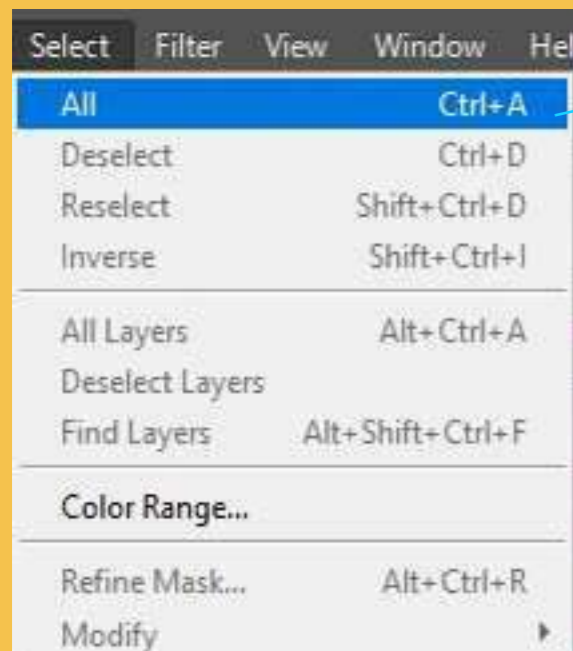 Select Filter View Window Hel
All Ctrl+A
Deselect Ctrl+D
Reselect Shift+Ctrl+D
Inverse Shift+Ctrl+I
All Layers Alt+Ctrl+A
Deselect Layers
Find Layers Alt+Shift+Ctrl+F
Color Range...
Refine Mask... Alt+Ctrl+R
Modify